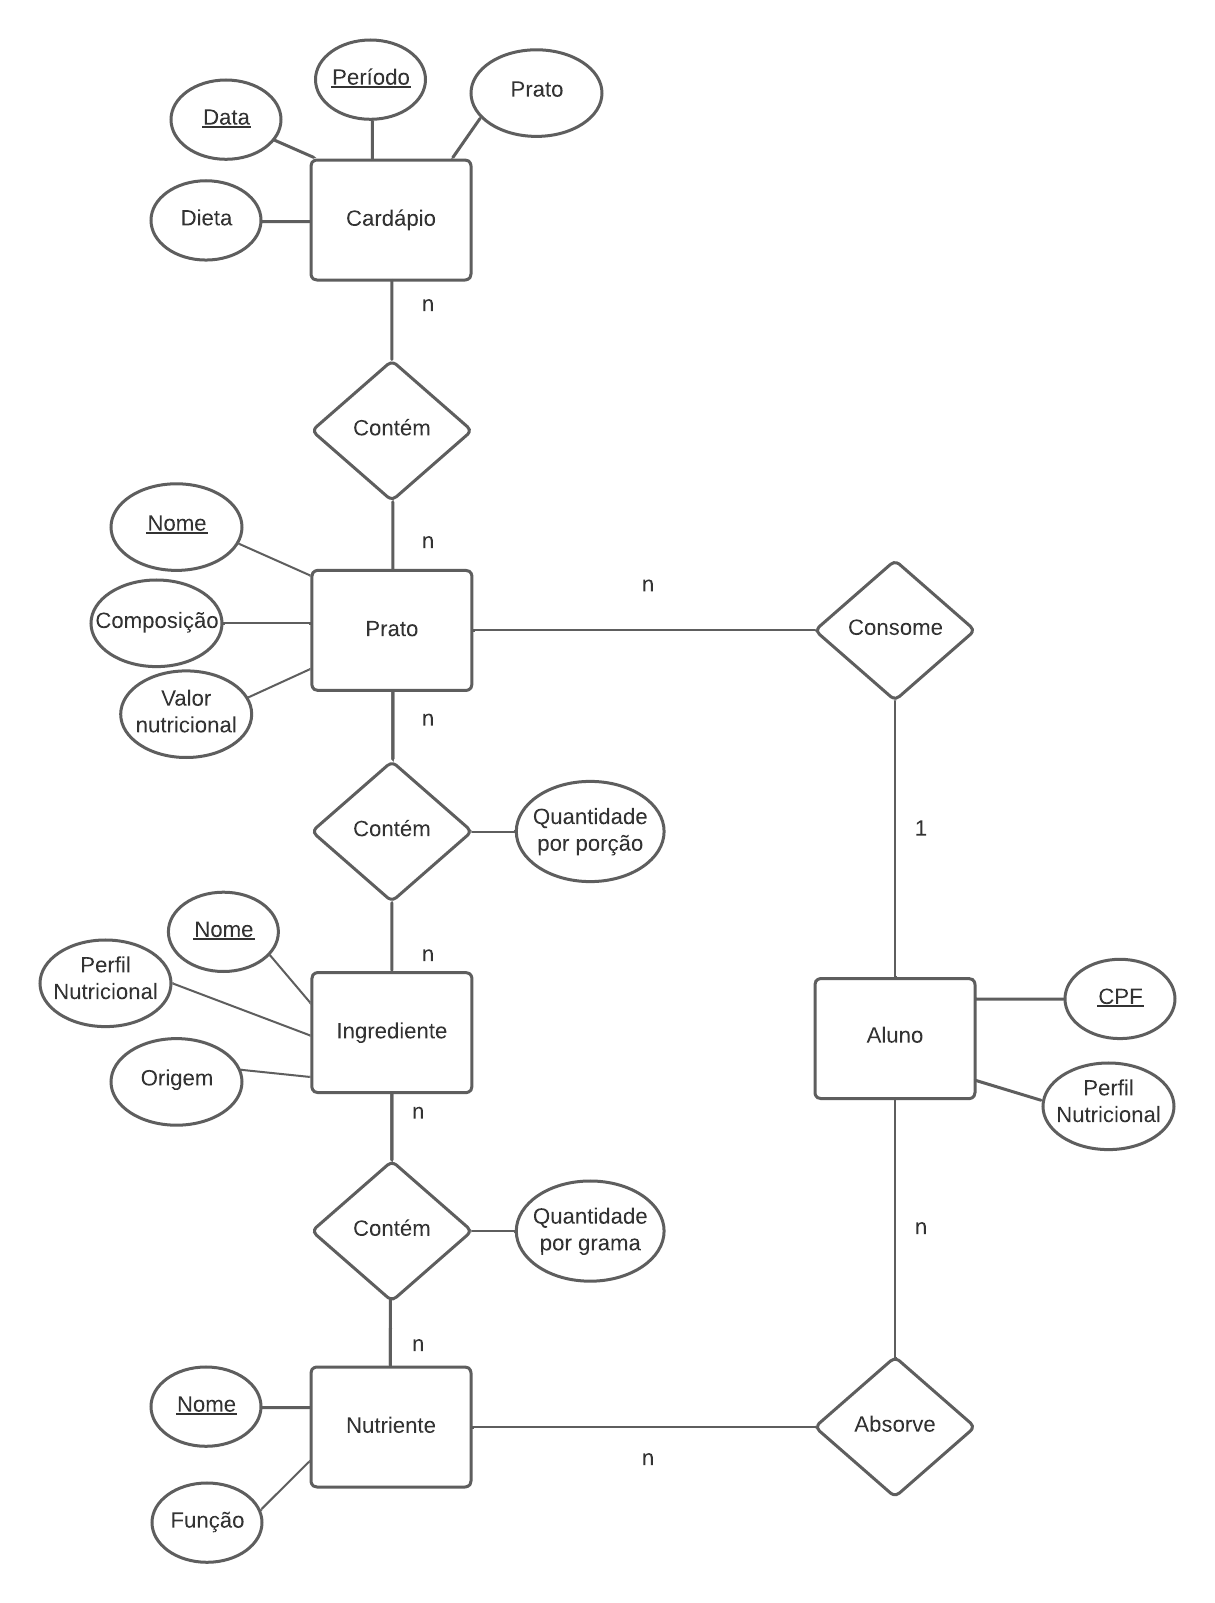 Período
Prato
Data
Dieta
Cardápio
n
Contém
Nome
n
n
Composição
Prato
Consome
Valor
nutricional
n
Contém
Quantidade
por porção
1
Nome
n
Perfil
Nutricional
Ingrediente
Origem
CPF
Aluno
Perfil
Nutricional
n
Contém
Quantidade
por grama
n
n
Nome
Nutriente
Absorve
n
Função